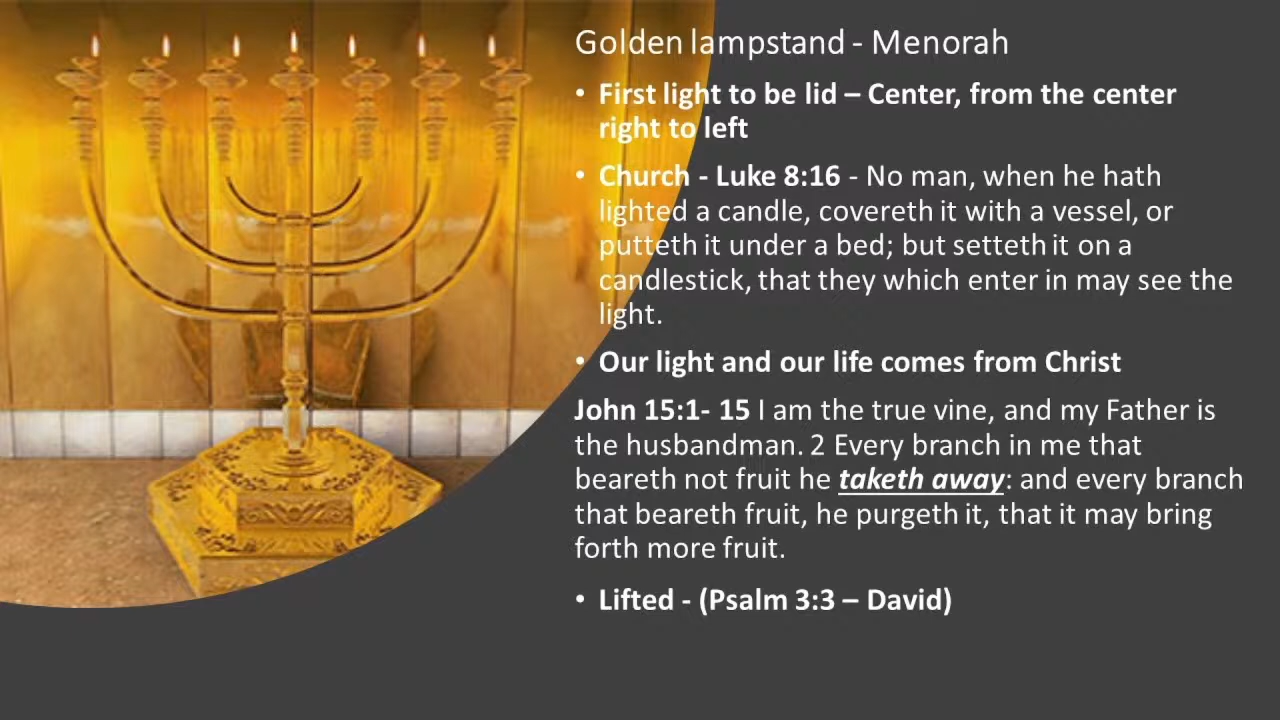 Golden lampstand - Menorah
• First light to be lid – Center, from the center
right to left
• Church - Luke 8:16 - No man, when he hath
lighted a candle, covereth it with a vessel, or
putteth it under a bed; but setteth it on a
candlestick, that they which enter in may see the
light.
• Our light and our life comes from Christ
John 15:1- 15 I am the true vine, and my Father is
the husbandman. 2 Every branch in me that
beareth not fruit he taketh away: and every branch
that beareth fruit, he purgeth it, that it may bring
forth more fruit.
• Lifted - (Psalm 3:3 – David)